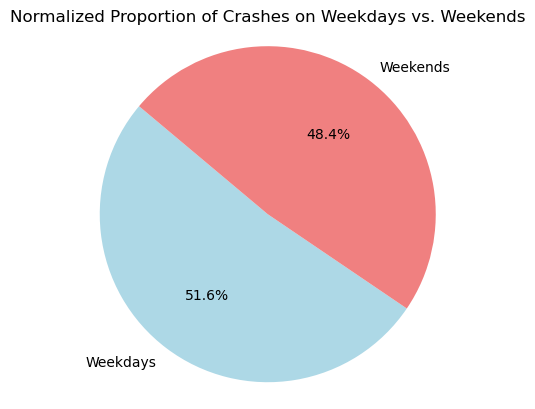 Normalized Proportion of Crashes on Weekdays vs. Weekends
Weekends
48.4%
51.6%
Weekdays